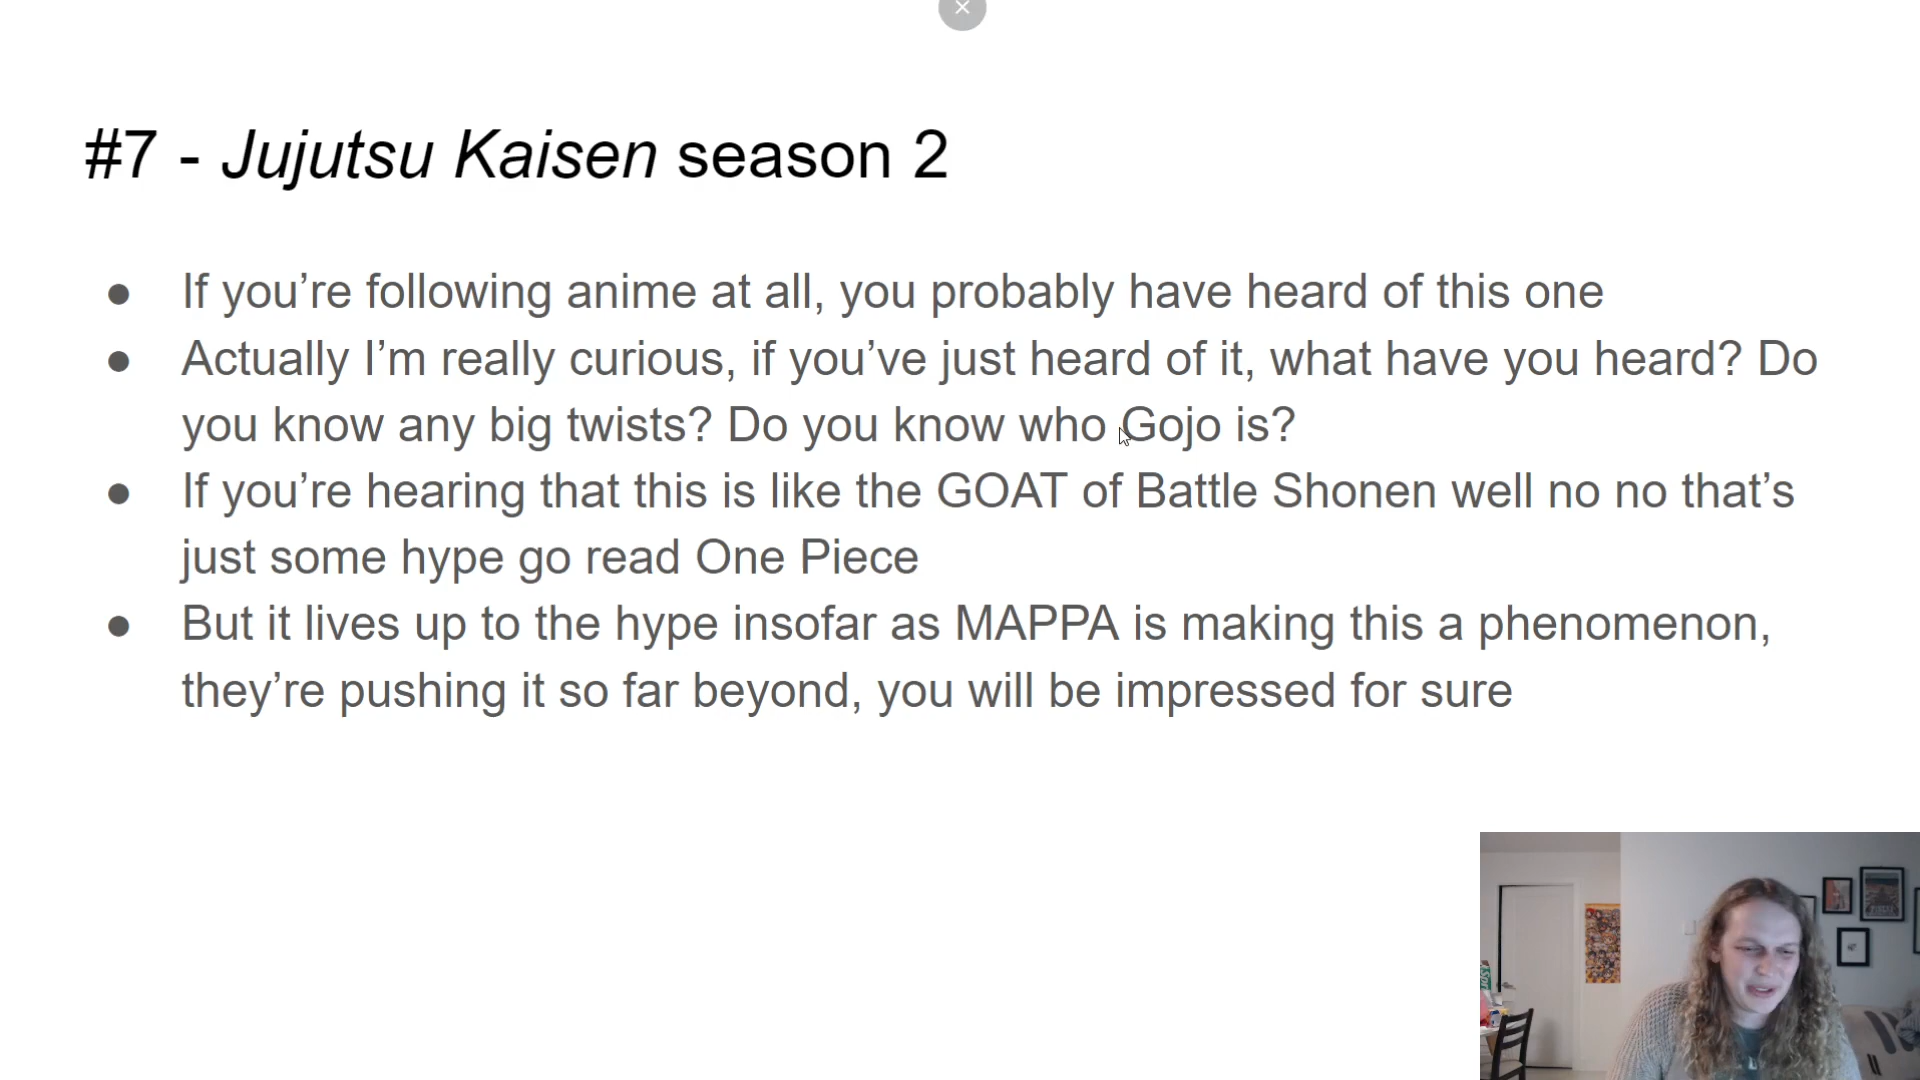 #7 - Jujutsu Kaisen season 2
● If you’re following anime at all, you probably have heard of this one
● Actually I’m really curious, if you’ve just heard of it, what have you heard? Do
you know any big twists? Do you know who Gojo is?
● If you’re hearing that this is like the GOAT of Battle Shonen well no no that’s
just some hype go read One Piece
● But it lives up to the hype insofar as MAPPA is making this a phenomenon,
they’re pushing it so far beyond, you will be impressed for sure